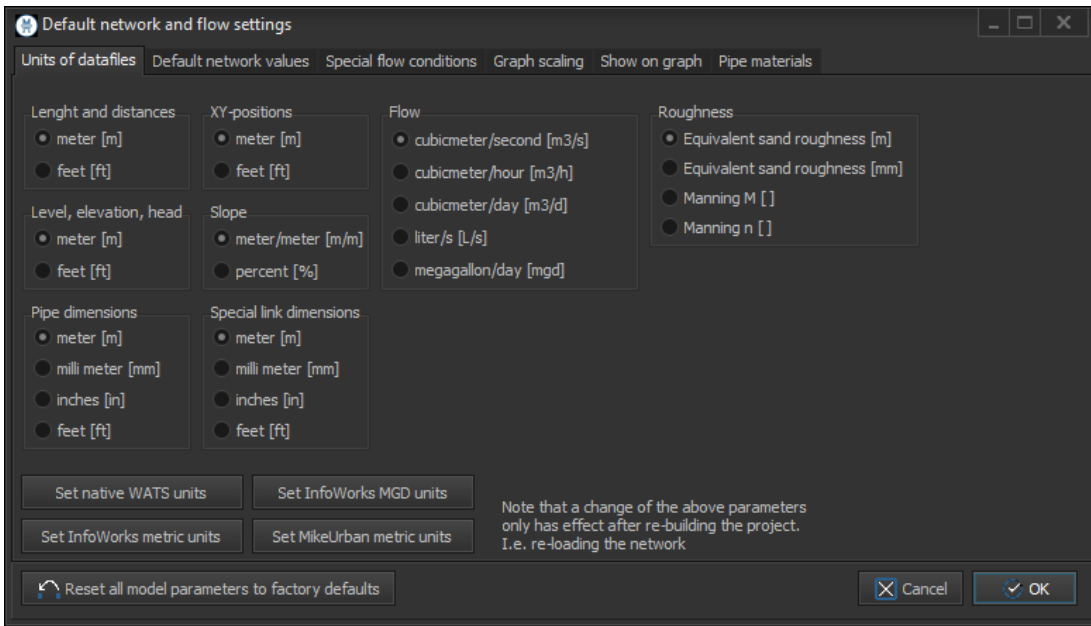 Default network and flow settings
Units of datafiles Default network values Special flow conditions Graph scaling Show on graph Pipe materials
Lenght and distances
meter [m]
feet [ft]
XY-positions
meter [m]
feet [ft]
Flow
cubicmeter/second [m3/s]
cubicmeter/hour [m3/h]
cubicmeter/day [m3/d]
liter/s [L/s]
megagallon/day [mgd]
Roughness
Equivalent sand roughness [m]
Equivalent sand roughness [mm]
Manning M [ ]
Manning n [ ]
Level, elevation, head
meter [m]
feet [ft]
Slope
meter/meter [m/m]
percent [%]
Pipe dimensions
meter [m]
milli meter [mm]
inches [in]
feet [ft]
Special link dimensions
meter [m]
milli meter [mm]
inches [in]
feet [ft]
Set native WATS units
Set InfoWorks MGD units
Set InfoWorks metric units
Set MikeUrban metric units
Note that a change of the above parameters
only has effect after re-building the project.
I.e. re-loading the network
Reset all model parameters to factory defaults
Cancel
OK